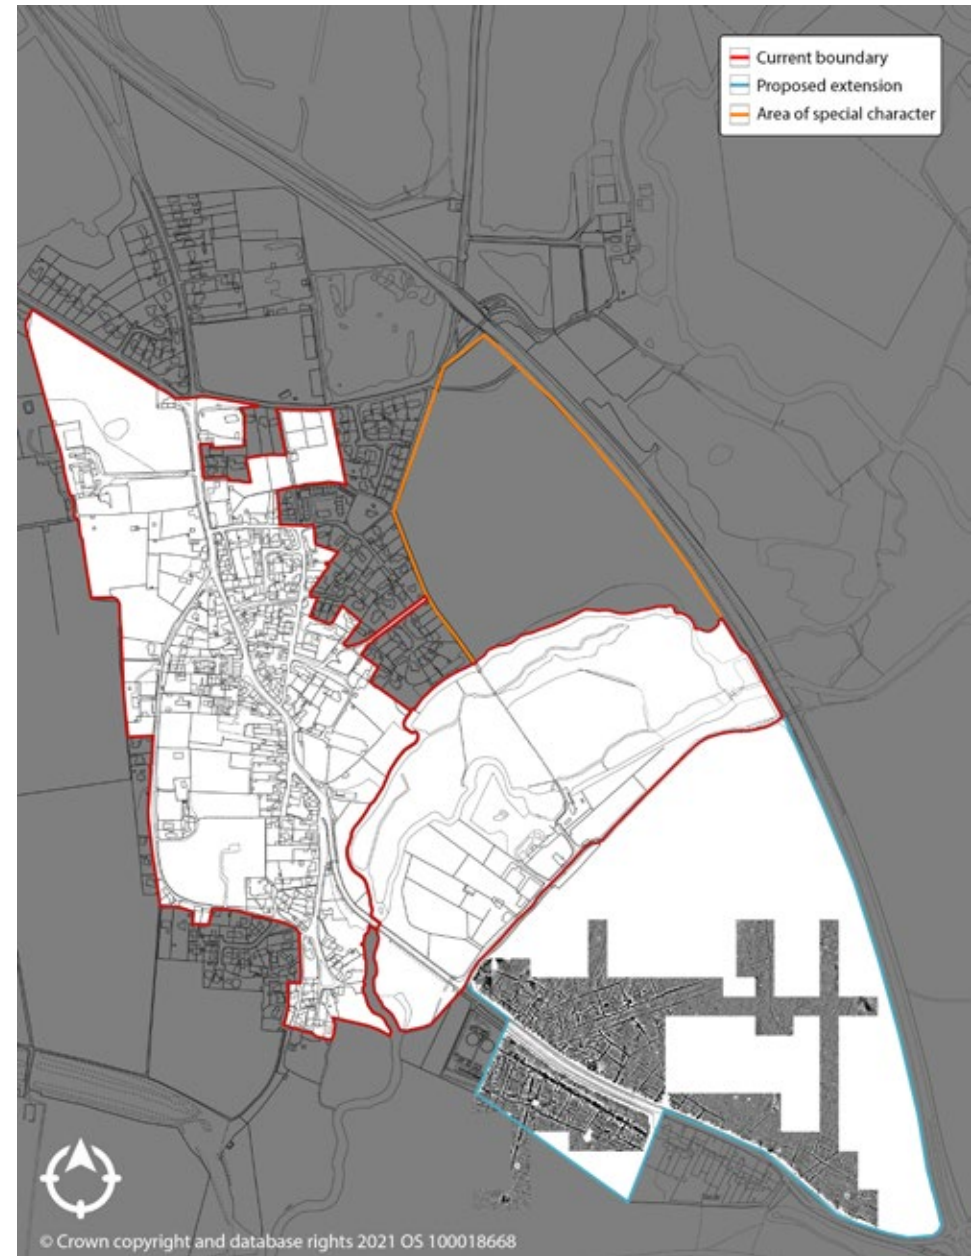 Current boundary
Proposed extension
Area of special character
© Crown copyright and database rights 2021 OS 100018668